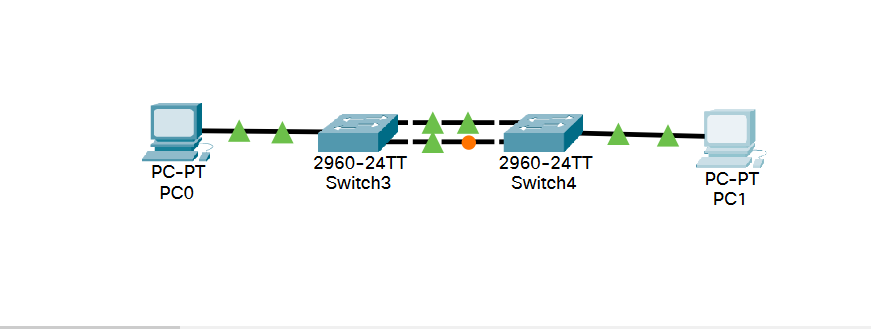 PC-PT
PC0
2960-24TT
Switch3
2960-24TT
Switch4
PC-PT
PC1